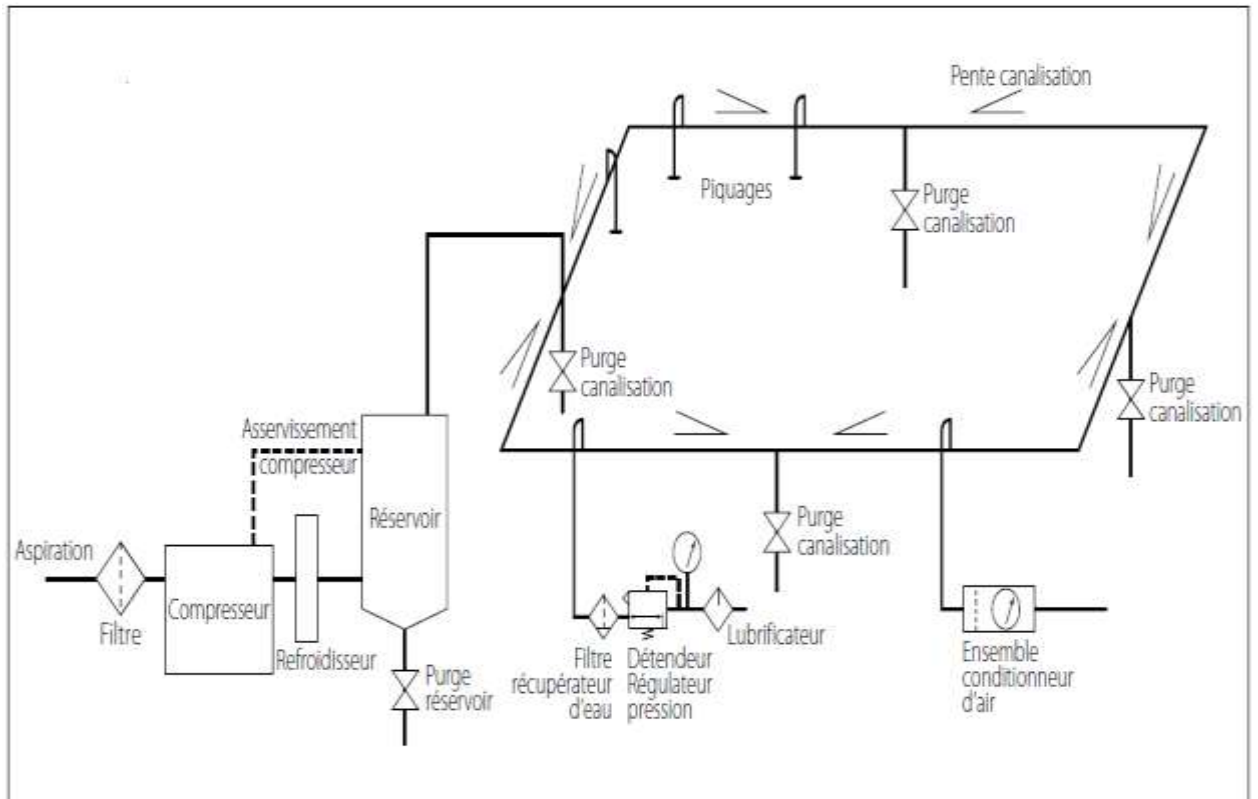 Pente canalisation
Piquages
Purge
canalisation
Purge
canalisation
Purge
canalisation
Asservissement
compresseur
Réservoir
Aspiration
Compresseur
Filtre
Refroidisseur
Purge
réservoir
Purge
canalisation
Lubrificateur
Filtre
récupérateur
d'eau
Détendeur
Régulateur
pression
Ensemble
conditionneur
d'air